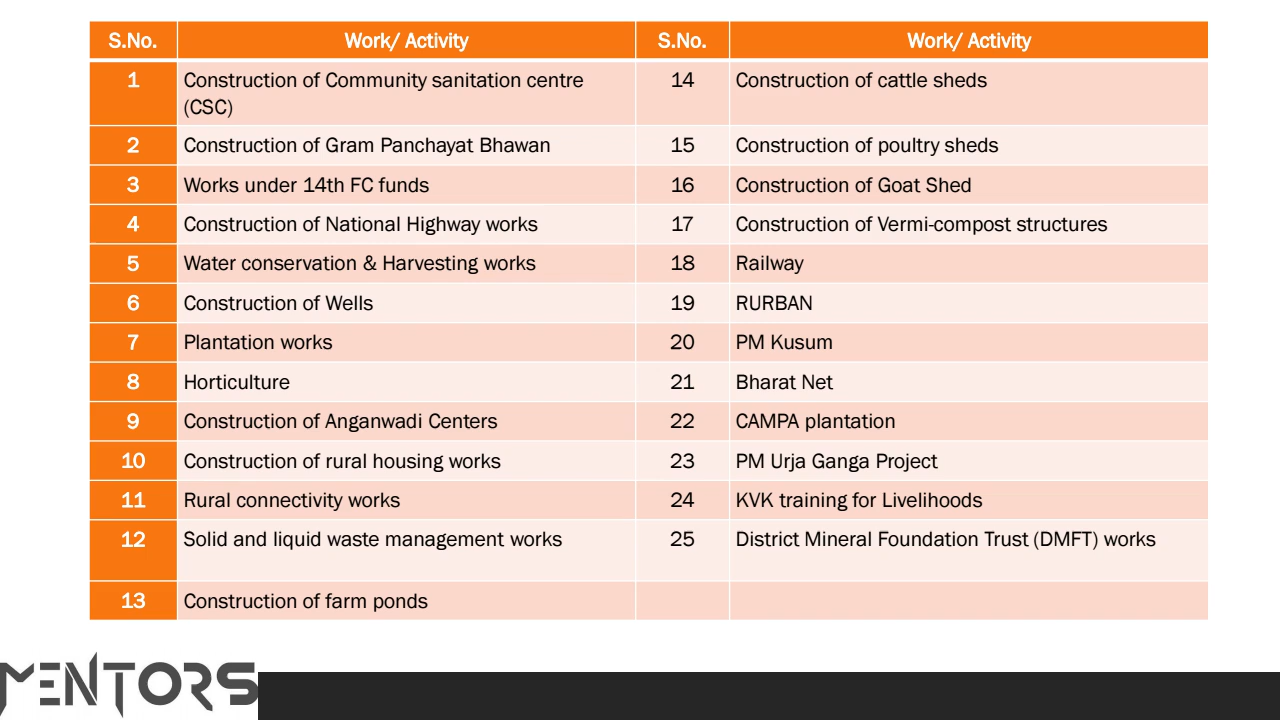 S.No. Work/ Activity S.No. Work/ Activity
1 Construction of Community sanitation centre 14 Construction of cattle sheds
(CSC)
2 Construction of Gram Panchayat Bhawan 15 Construction of poultry sheds
3 Works under 14th FC funds 16 Construction of Goat Shed
4 Construction of National Highway works 17 Construction of Vermi-compost structures
5 Water conservation & Harvesting works 18 Railway
6 Construction of Wells 19 RURBAN
7 Plantation works 20 PM Kusum
8 Horticulture 21 Bharat Net
9 Construction of Anganwadi Centers 22 CAMPA plantation
10 Construction of rural housing works 23 PM Urja Ganga Project
11 Rural connectivity works 24 KVK training for Livelihoods
12 Solid and liquid waste management works 25 District Mineral Foundation Trust (DMFT) works
13 Construction of farm ponds
MENTORS